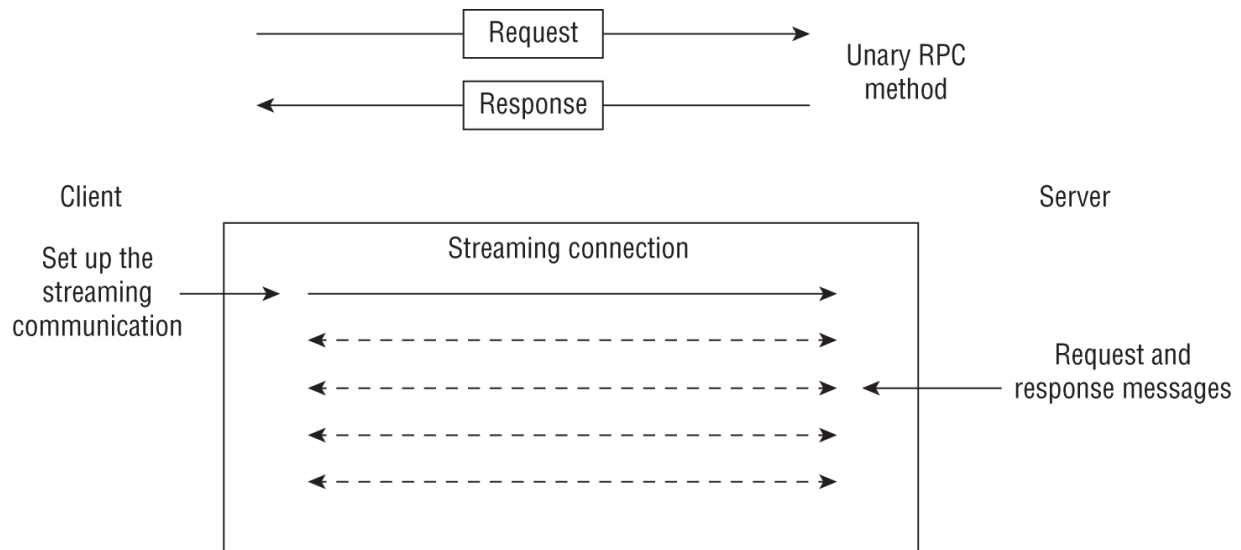 Request
Unary RPC
method
Response
Client
Server
Streaming connection
Set up the
streaming
communication
Request and
response messages